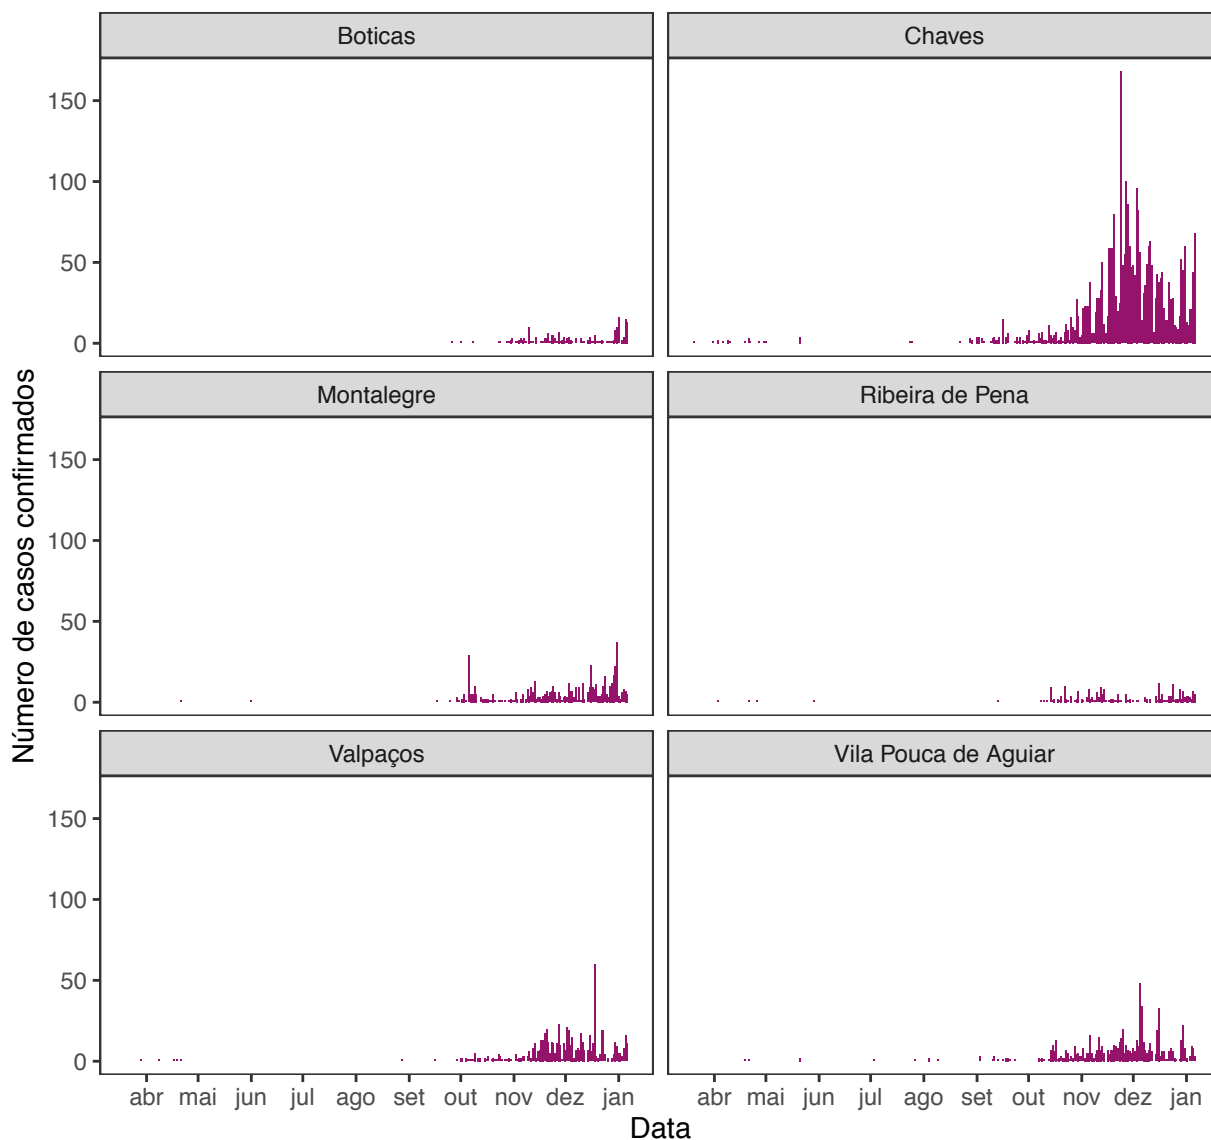 Boticas
Chaves
150
100
50
0
Montalegre
Ribeira de Pena
150
100
50
0
Valpaços
Vila Pouca de Aguiar
150
100
50
0
abr mai jun jul ago set out nov dez jan
abr mai jun jul ago set out nov dez jan
Data
Número de casos confirmados